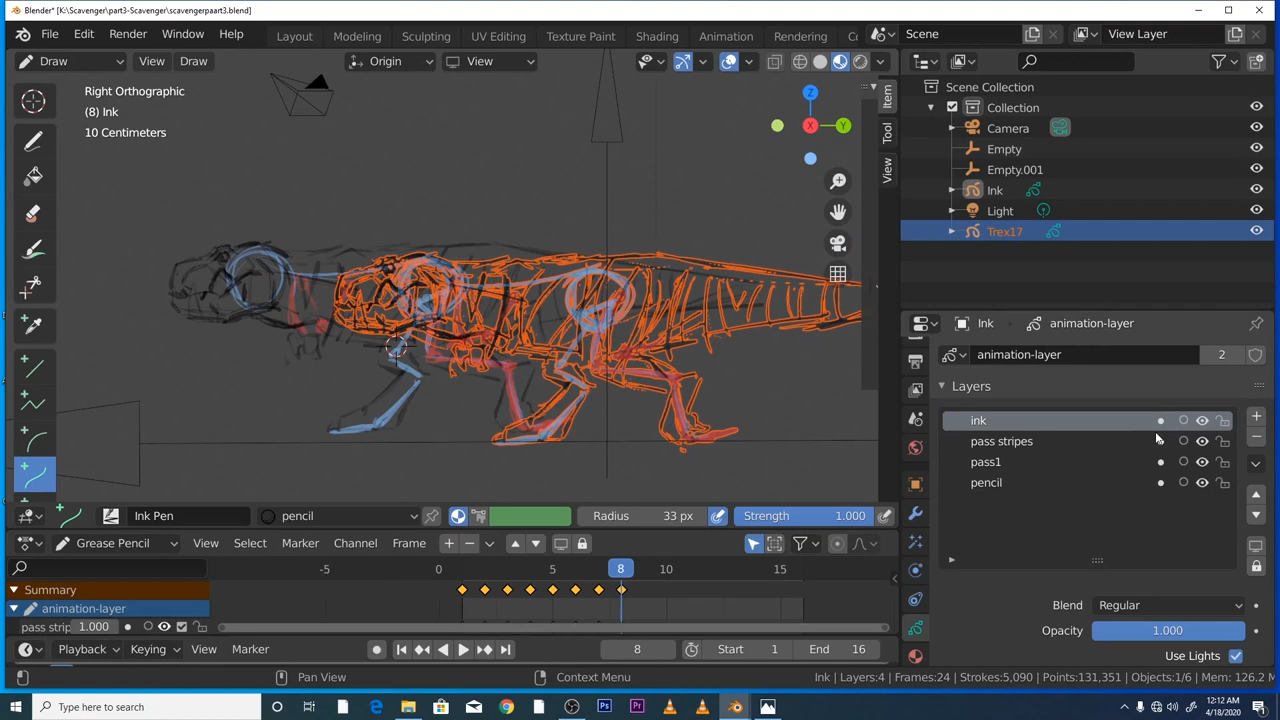 Blender* [K:\Scavenger\part3-Scavenger\scavengerpaart3.blend]
File Edit Render Window Help Layout Modeling Sculpting UV Editing Texture Paint Shading Animation Rendering Scene View Layer
Draw View Draw Origin View
Right Orthographic
(8) Ink
10 Centimeters
Item
Tool
View
Scene Collection
Collection
Camera
Empty
Empty.001
Ink
Light
Trex17
Ink animation-layer
animation-layer 2
Layers
ink
pass stripes
pass1
pencil
Blend Regular
Opacity 1.000
Use Lights
Ink Pen pencil Radius 33 px Strength 1.000
Grease Pencil View Select Marker Channel Frame
-5 0 5 8 10 15
Summary
animation-layer
pass strip 1.000
Playback Keying View Marker 8 Start 1 End 16
Pan View Context Menu Ink | Layers:4 | Frames:24 | Strokes:5,090 | Points:131,351 | Objects:1/6 | Mem: 126.2 M
Type here to search
12:12 AM
4/18/2020